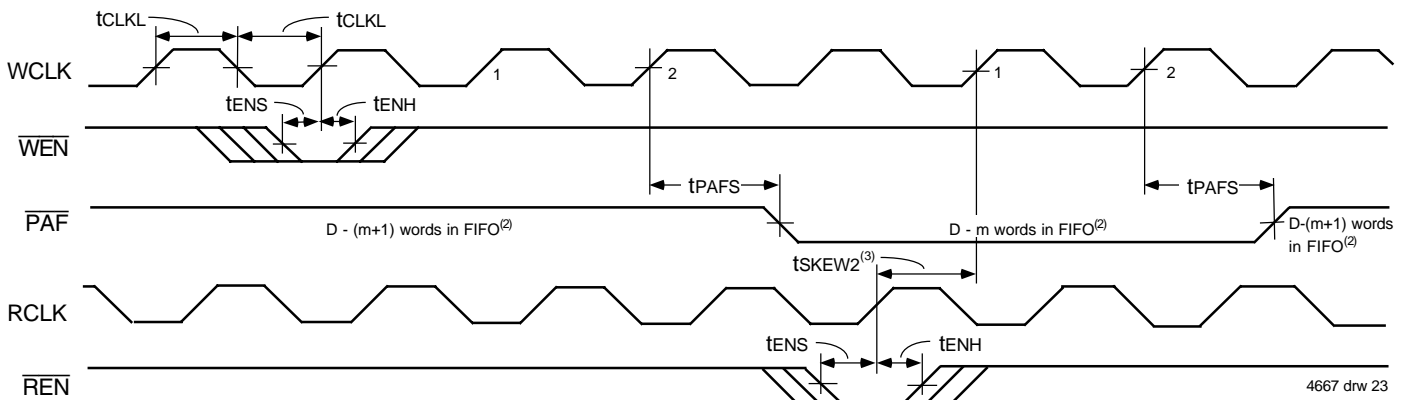 tCLKL
tCLKL
WCLK
1
2
1
2
tENS
tENH
WEN
tPAFS
tPAFS
PAF
D - (m+1) words in FIFO(2)
D - m words in FIFO(2)
D-(m+1) words
in FIFO(2)
tSKEW2(3)
RCLK
tENS
tENH
REN
4667 drw 23